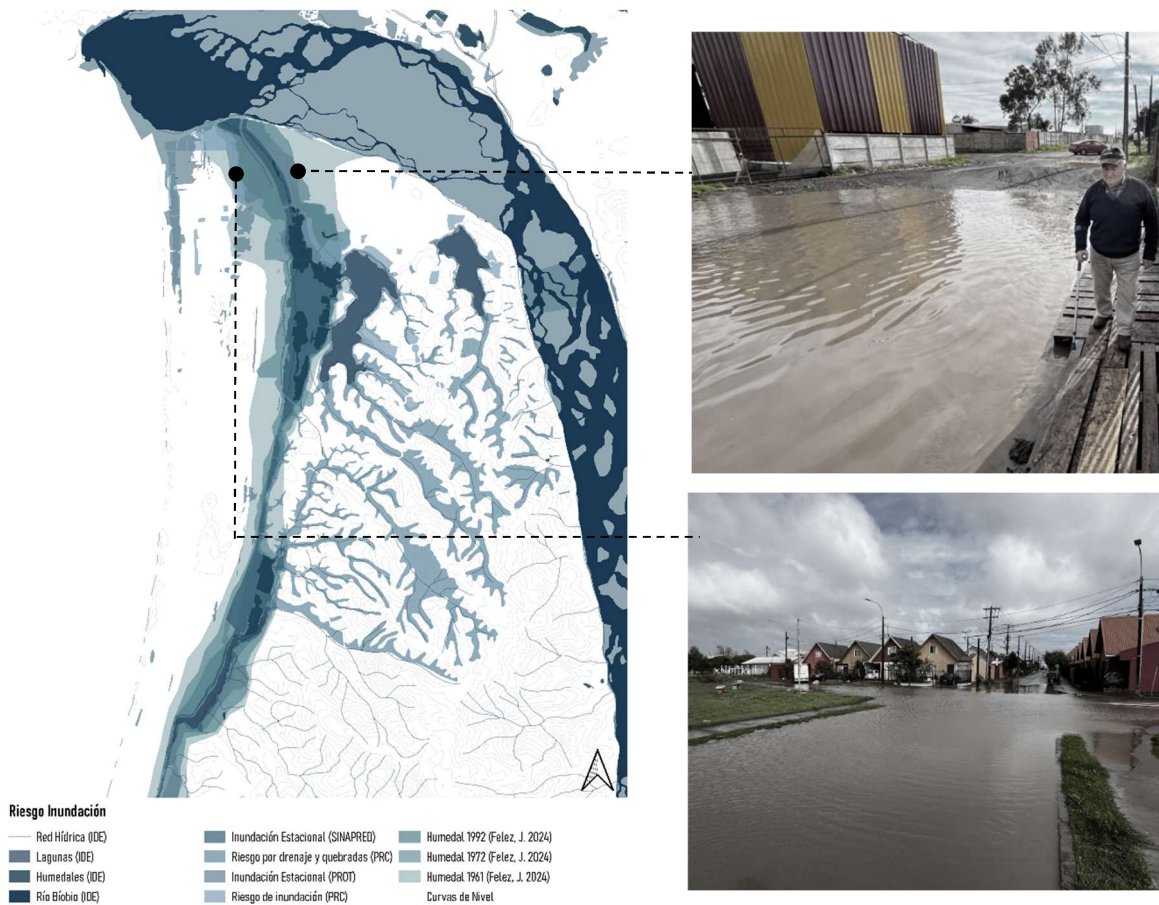 Riesgo Inundación
Red Hídrica (IDE)
Lagunas (IDE)
Humedales (IDE)
Río Bíobio (IDE)
Inundación Estacional (SINAPRED)
Riesgo por drenaje y quebradas (PRC)
Inundación Estacional (PROT)
Riesgo de inundación (PRC)
Humedal 1992 (Felez, J. 2024)
Humedal 1972 (Felez, J. 2024)
Humedal 1961 (Felez, J. 2024)
Curvas de Nivel